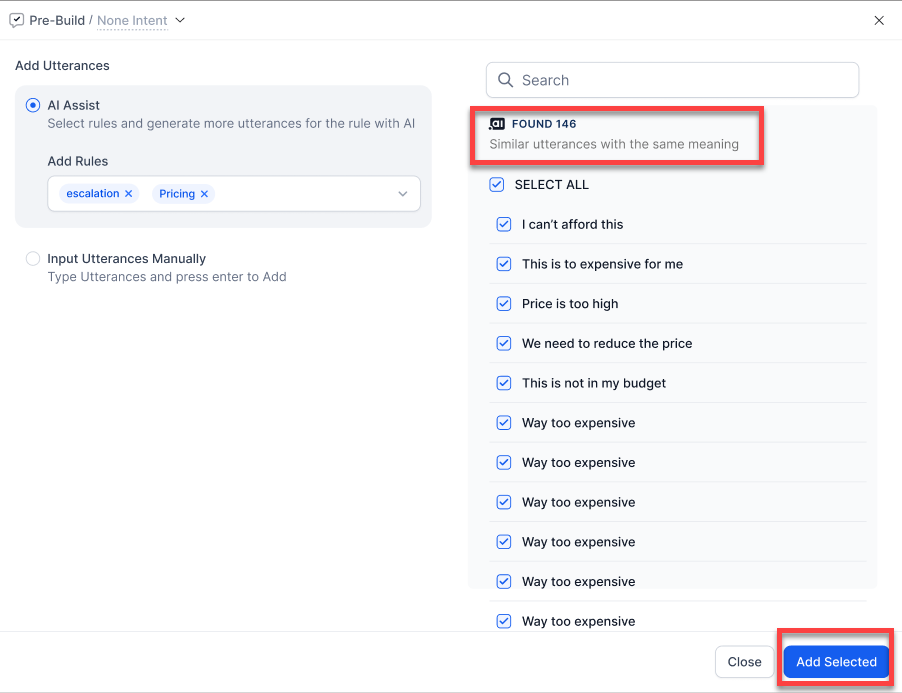 Pre-Build / None Intent
Add Utterances
AI Assist
Select rules and generate more utterances for the rule with AI
Add Rules
escalation × Pricing ×
Input Utterances Manually
Type Utterances and press enter to Add
Search
.ai FOUND 146
Similar utterances with the same meaning
SELECT ALL
I can’t afford this
This is to expensive for me
Price is too high
We need to reduce the price
This is not in my budget
Way too expensive
Way too expensive
Way too expensive
Way too expensive
Way too expensive
Way too expensive
Close
Add Selected